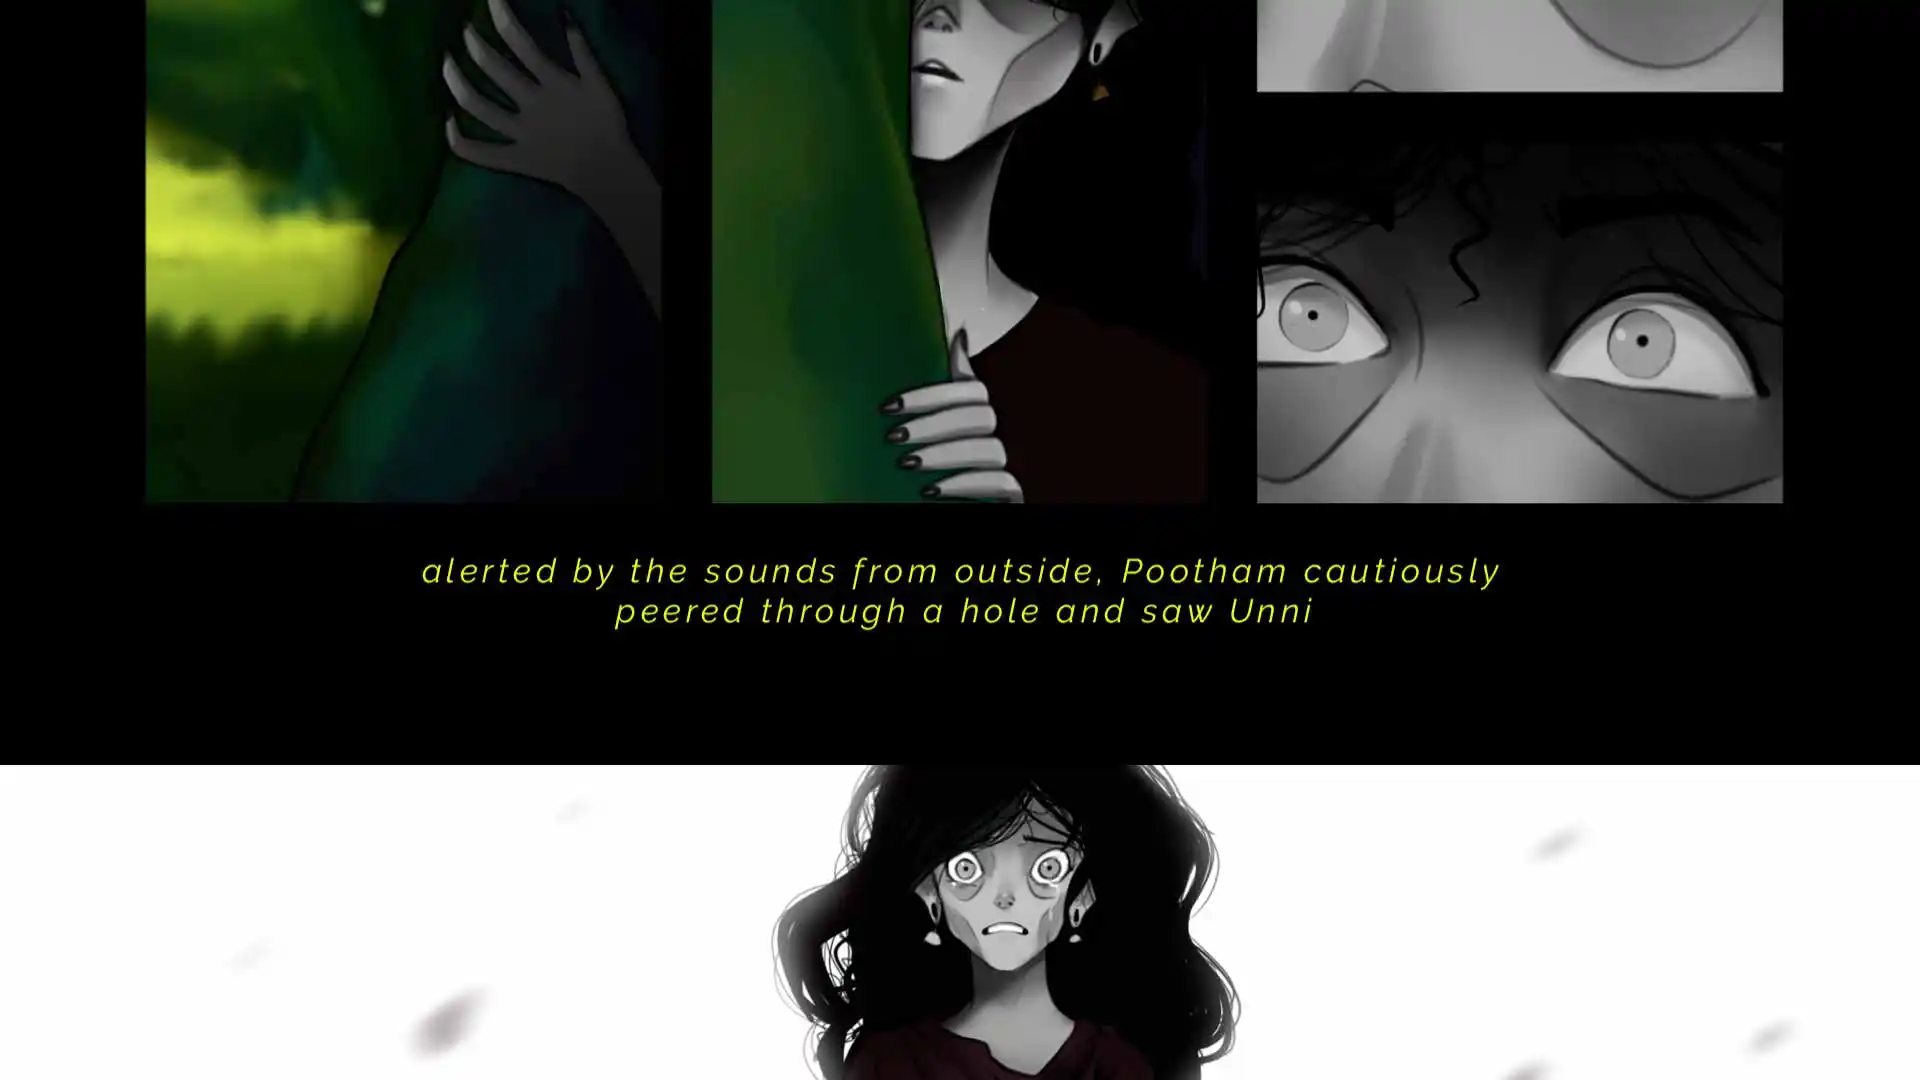 alerted by the sounds from outside, Pootham cautiously
peered through a hole and saw Unni